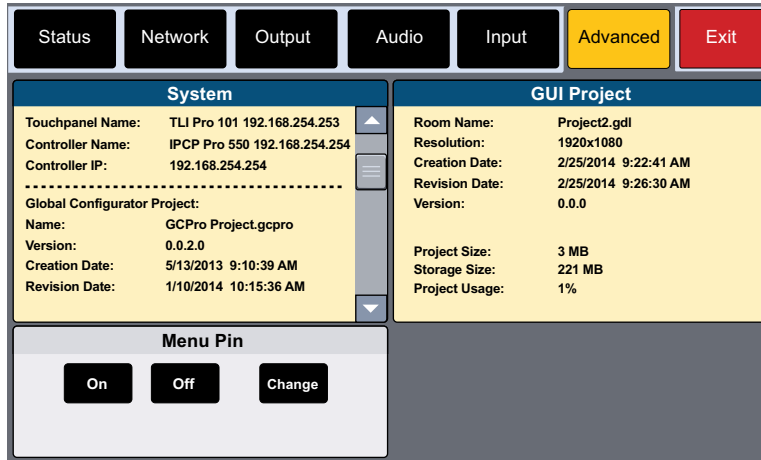 Status Network Output Audio Input Advanced Exit
System
Touchpanel Name: TLI Pro 101 192.168.254.253
Controller Name: IPCP Pro 550 192.168.254.254
Controller IP: 192.168.254.254
Global Configurator Project:
Name: GCPro Project.gcpro
Version: 0.0.2.0
Creation Date: 5/13/2013 9:10:39 AM
Revision Date: 1/10/2014 10:15:36 AM
GUI Project
Room Name: Project2.gdl
Resolution: 1920x1080
Creation Date: 2/25/2014 9:22:41 AM
Revision Date: 2/25/2014 9:26:30 AM
Version: 0.0.0
Project Size: 3 MB
Storage Size: 221 MB
Project Usage: 1%
Menu Pin
On Off Change